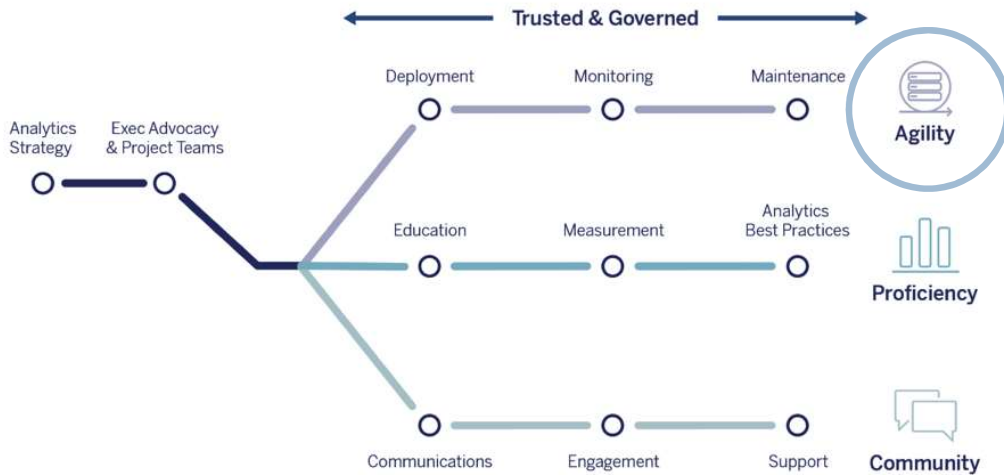 Trusted & Governed
Deployment
Monitoring
Maintenance
Agility
Analytics
Strategy
Exec Advocacy
& Project Teams
Education
Measurement
Analytics
Best Practices
Proficiency
Communications
Engagement
Support
Community